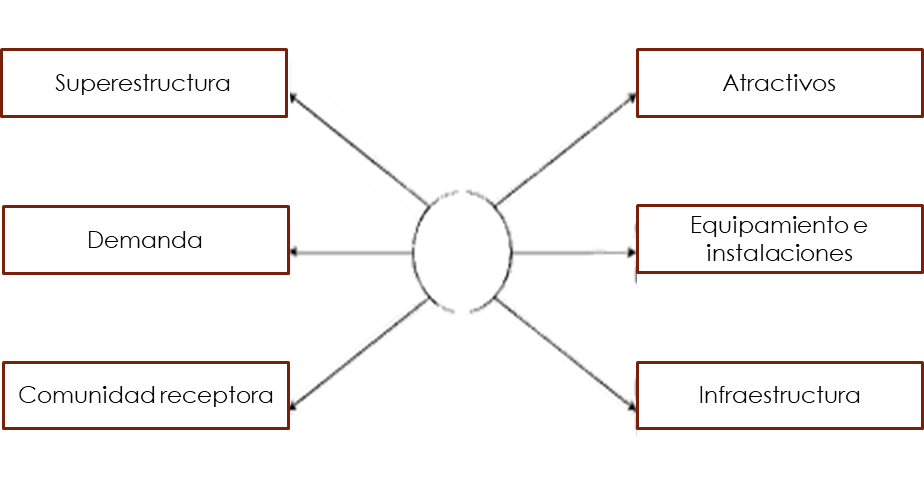 Superestructura
Atractivos
Demanda
Equipamiento e
instalaciones
Comunidad receptora
Infraestructura